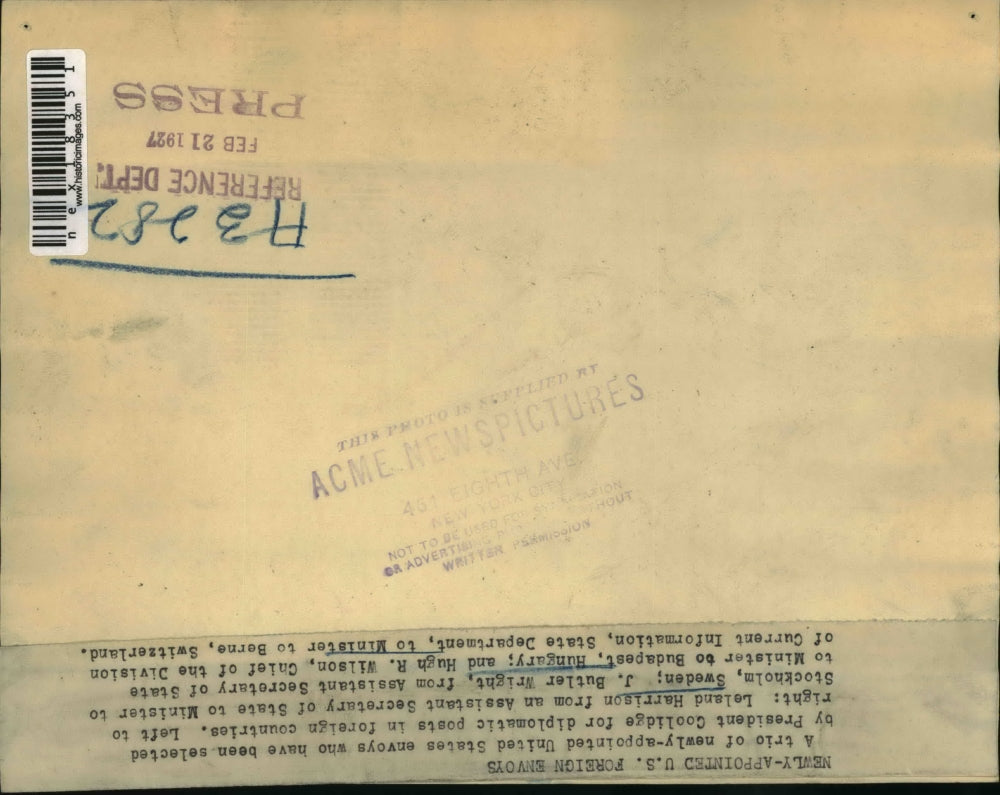 PRESS
FEB 21 1927
REFERENCE DEPT.
H3282
nex18351
www.historicimages.com
THIS PHOTO IS SUPPLIED BY
ACME NEWSPICTURES
461 EIGHTH AVE.
NEW YORK CITY
NOT TO BE USED FOR
OR ADVERTISING WITHOUT
WRITTEN PERMISSION
NEWLY-APPOINTED U.S. FOREIGN ENVOYS
A trio of newly-appointed United States envoys who have been selected
by President Coolidge for diplomatic posts in foreign countries. Left to
right: Leland Harrison from an Assistant Secretary of State to Minister to
Stockholm, Sweden; J. Butler Wright, from Assistant Secretary of State
to Minister to Budapest, Hungary; and Hugh R. Wilson, Chief of the Division
of Current Information, State Department, to Minister to Berne, Switzerland.